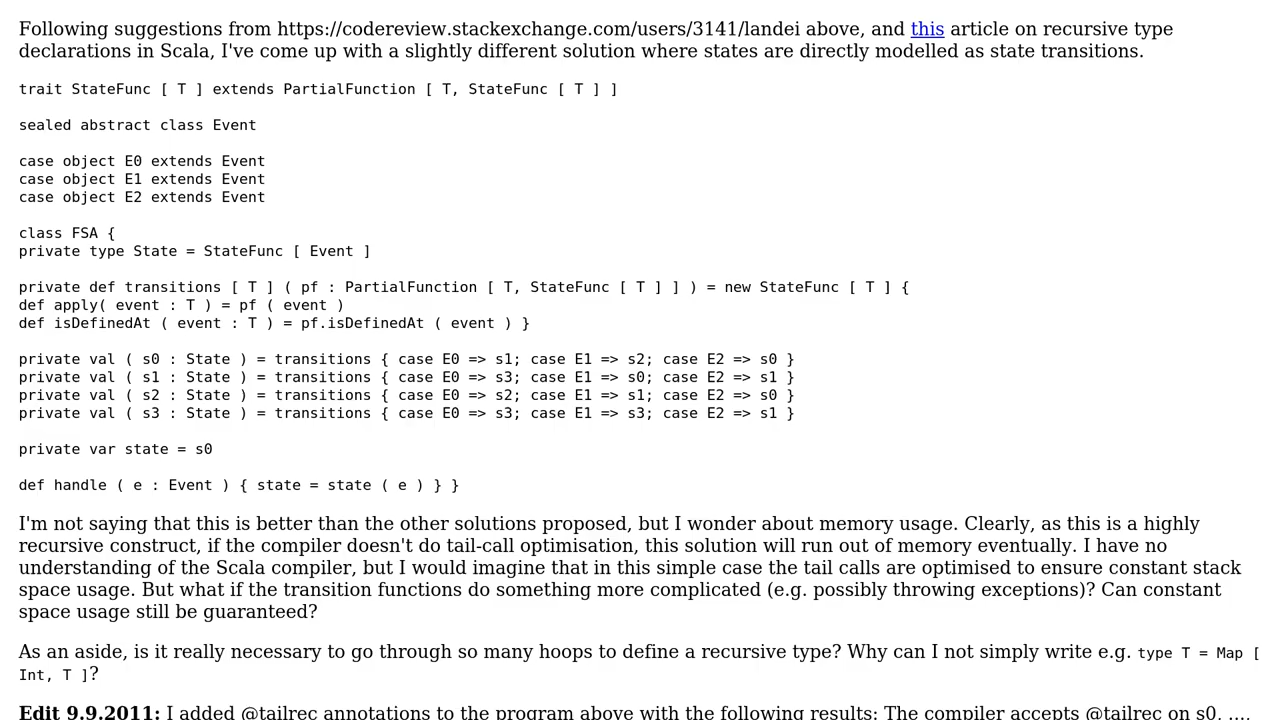 Following suggestions from https://codereview.stackexchange.com/users/3141/landei above, and this article on recursive type
declarations in Scala, I've come up with a slightly different solution where states are directly modelled as state transitions.
trait StateFunc [ T ] extends PartialFunction [ T, StateFunc [ T ] ]
sealed abstract class Event
case object E0 extends Event
case object E1 extends Event
case object E2 extends Event
class FSA {
private type State = StateFunc [ Event ]
private def transitions [ T ] ( pf : PartialFunction [ T, StateFunc [ T ] ] ) = new StateFunc [ T ] {
def apply( event : T ) = pf ( event )
def isDefinedAt ( event : T ) = pf.isDefinedAt ( event ) }
private val ( s0 : State ) = transitions { case E0 => s1; case E1 => s2; case E2 => s0 }
private val ( s1 : State ) = transitions { case E0 => s3; case E1 => s0; case E2 => s1 }
private val ( s2 : State ) = transitions { case E0 => s2; case E1 => s1; case E2 => s0 }
private val ( s3 : State ) = transitions { case E0 => s3; case E1 => s3; case E2 => s1 }
private var state = s0
def handle ( e : Event ) { state = state ( e ) } }
I'm not saying that this is better than the other solutions proposed, but I wonder about memory usage. Clearly, as this is a highly
recursive construct, if the compiler doesn't do tail-call optimisation, this solution will run out of memory eventually. I have no
understanding of the Scala compiler, but I would imagine that in this simple case the tail calls are optimised to ensure constant stack
space usage. But what if the transition functions do something more complicated (e.g. possibly throwing exceptions)? Can constant
space usage still be guaranteed?
As an aside, is it really necessary to go through so many hoops to define a recursive type? Why can I not simply write e.g. type T = Map [
Int, T ]?
Edit 9.9.2011: I added @tailrec annotations to the program above with the following results: The compiler accepts @tailrec on s0, ...,